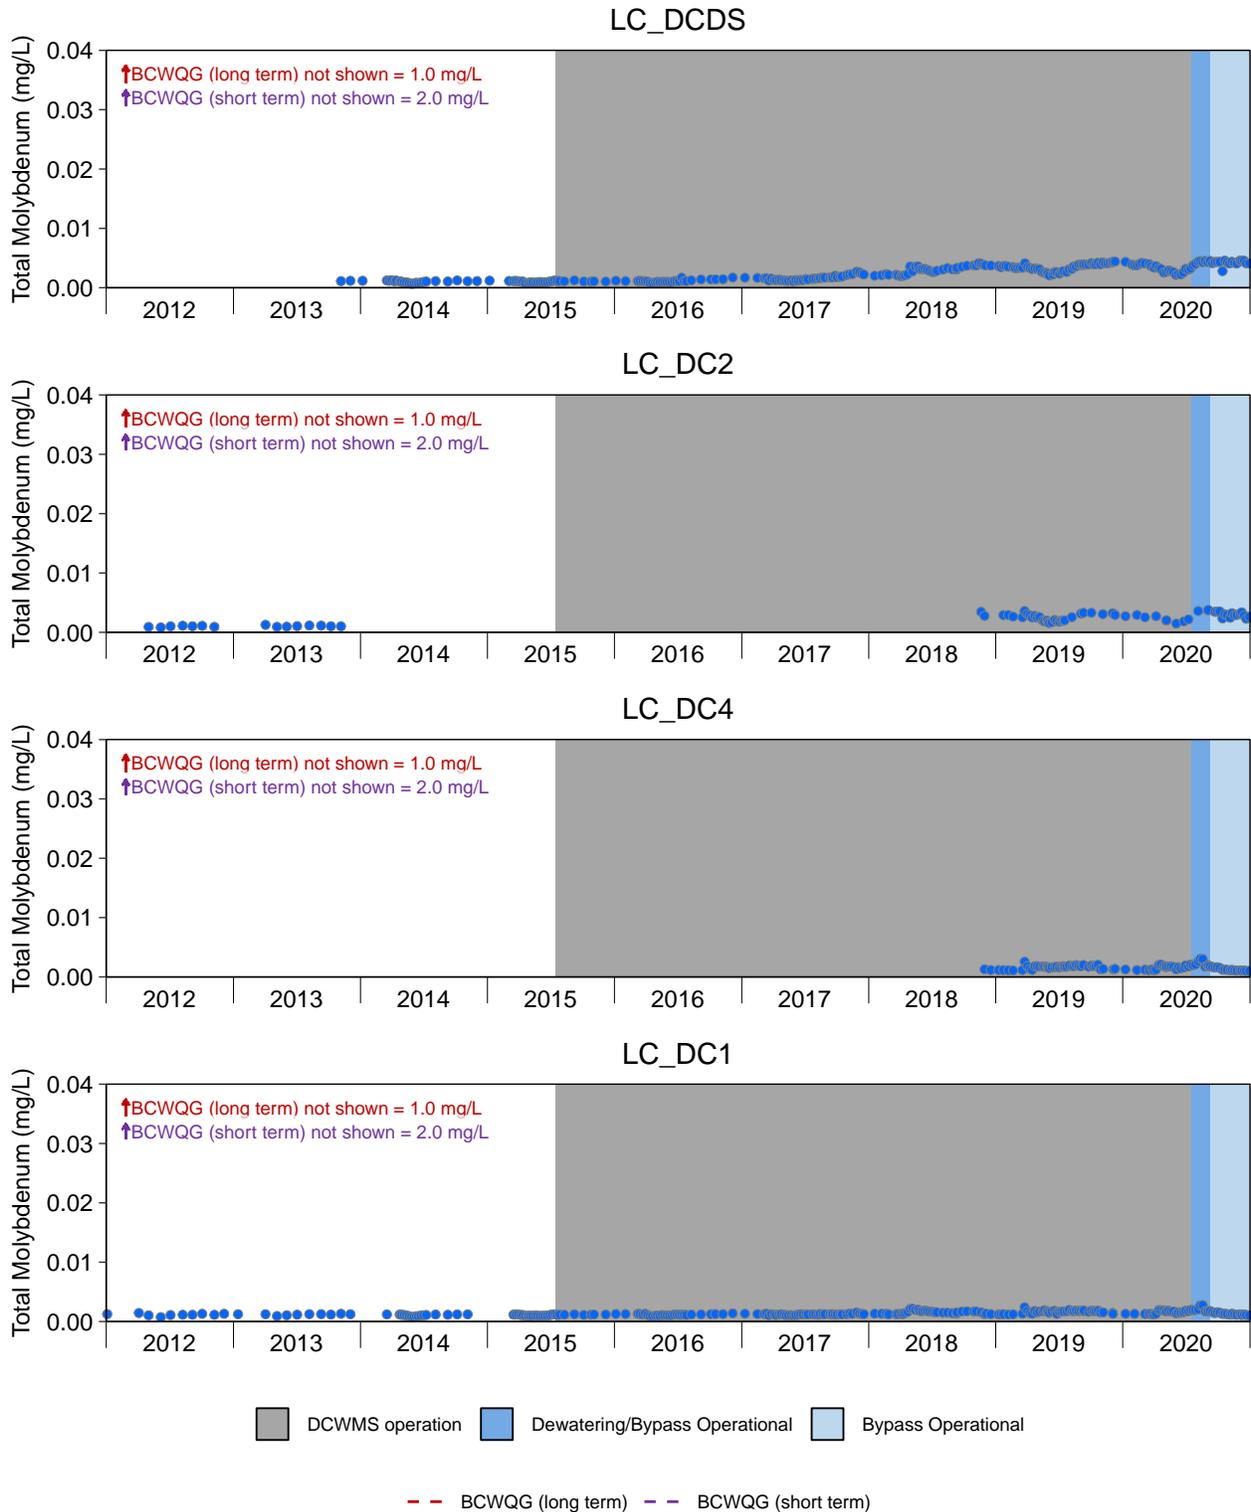 LC_DCDS
Total Molybdenum (mg/L)
0.04
0.03
0.02
0.01
0.00
BCWQG (long term) not shown = 1.0 mg/L
BCWQG (short term) not shown = 2.0 mg/L
2012 2013 2014 2015 2016 2017 2018 2019 2020
LC_DC2
Total Molybdenum (mg/L)
0.04
0.03
0.02
0.01
0.00
BCWQG (long term) not shown = 1.0 mg/L
BCWQG (short term) not shown = 2.0 mg/L
2012 2013 2014 2015 2016 2017 2018 2019 2020
LC_DC4
Total Molybdenum (mg/L)
0.04
0.03
0.02
0.01
0.00
BCWQG (long term) not shown = 1.0 mg/L
BCWQG (short term) not shown = 2.0 mg/L
2012 2013 2014 2015 2016 2017 2018 2019 2020
LC_DC1
Total Molybdenum (mg/L)
0.04
0.03
0.02
0.01
0.00
BCWQG (long term) not shown = 1.0 mg/L
BCWQG (short term) not shown = 2.0 mg/L
2012 2013 2014 2015 2016 2017 2018 2019 2020
DCWMS operation Dewatering/Bypass Operational Bypass Operational
BCWQG (long term) BCWQG (short term)